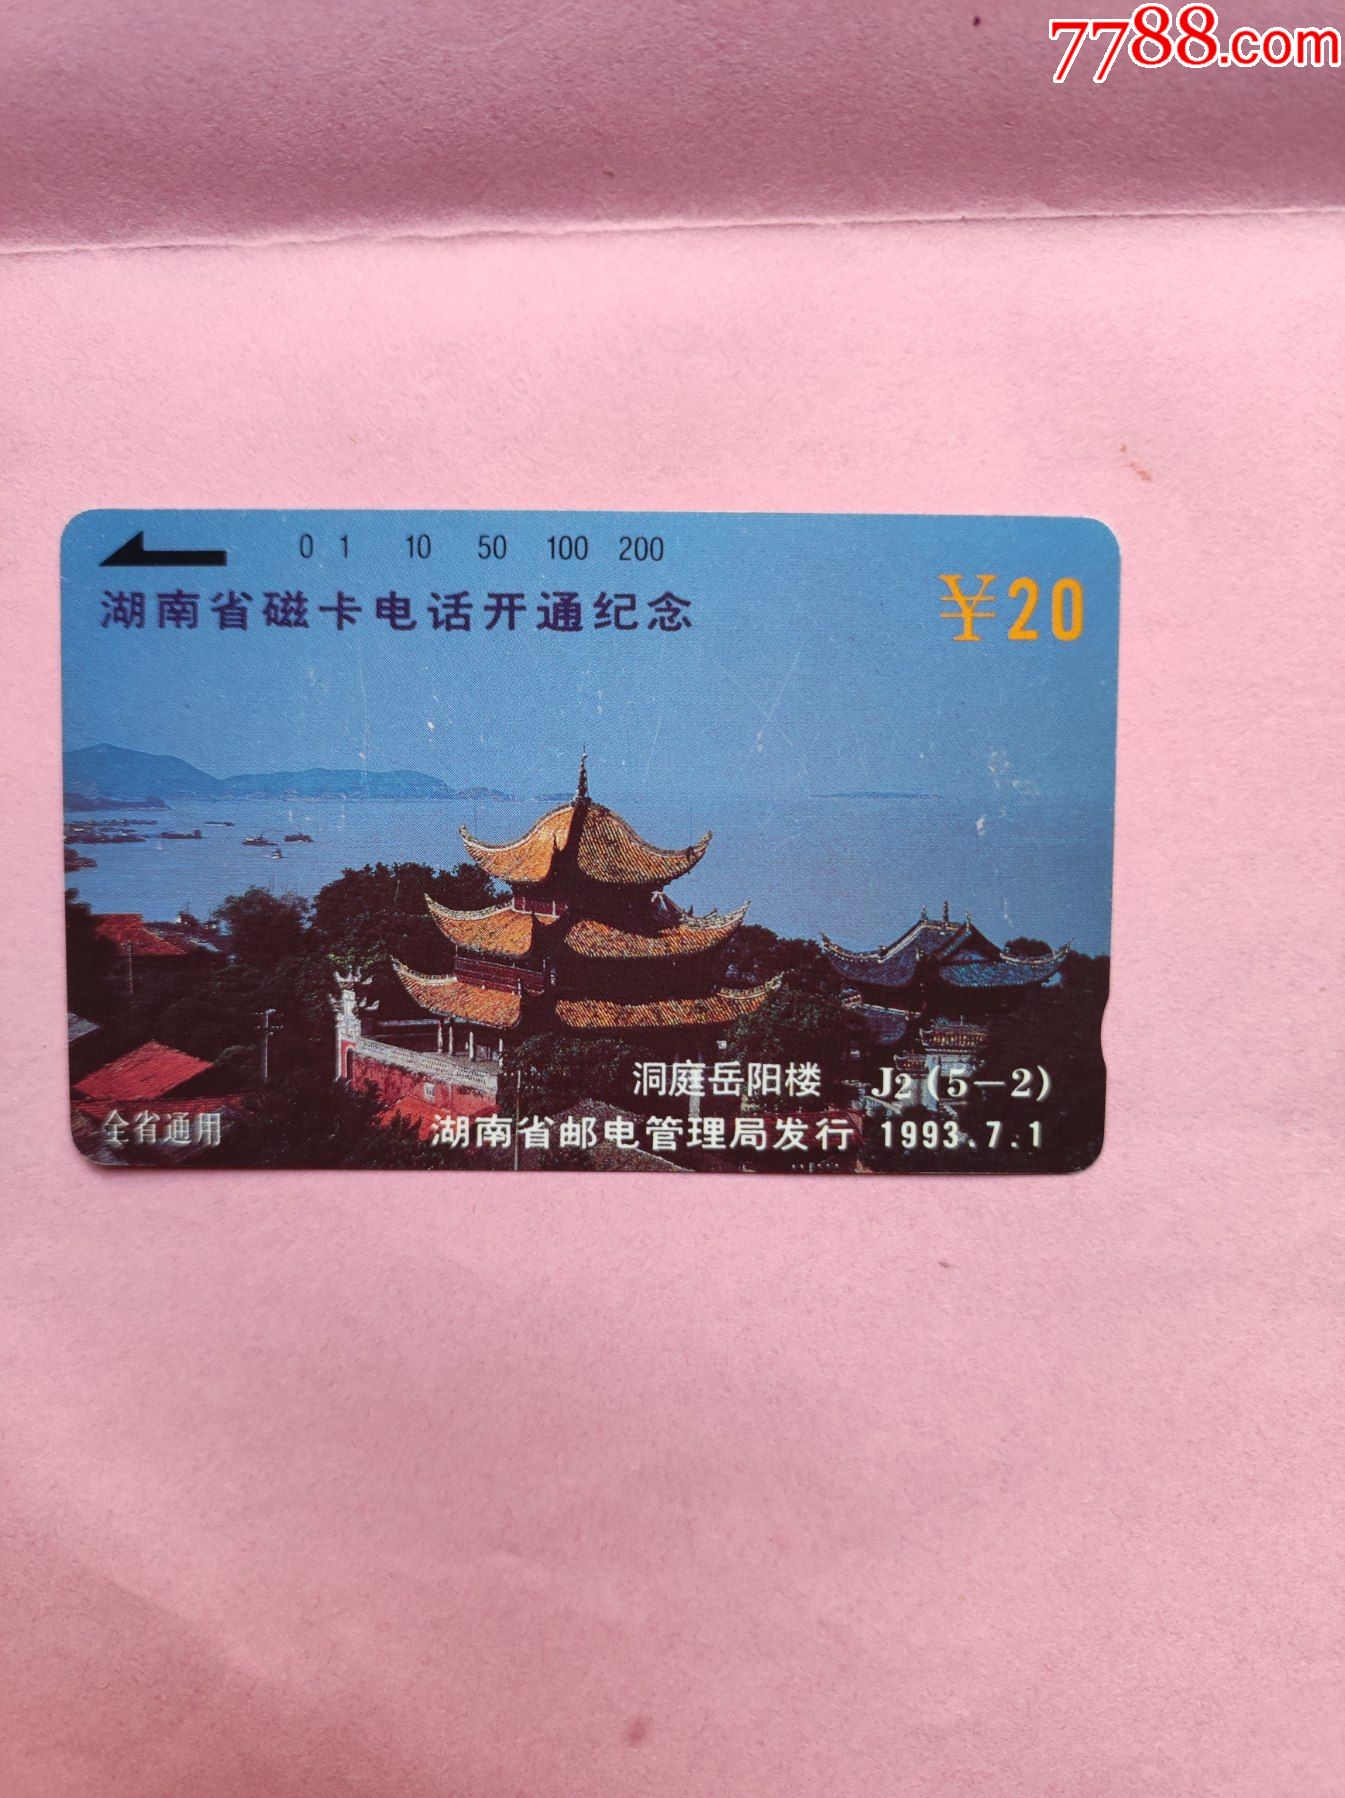 7788.com
0 1 10 50 100 200
湖南省磁卡电话开通纪念
¥20
洞庭岳阳楼 J2(5-2)
全省通用
湖南省邮电管理局发行 1993.7.1